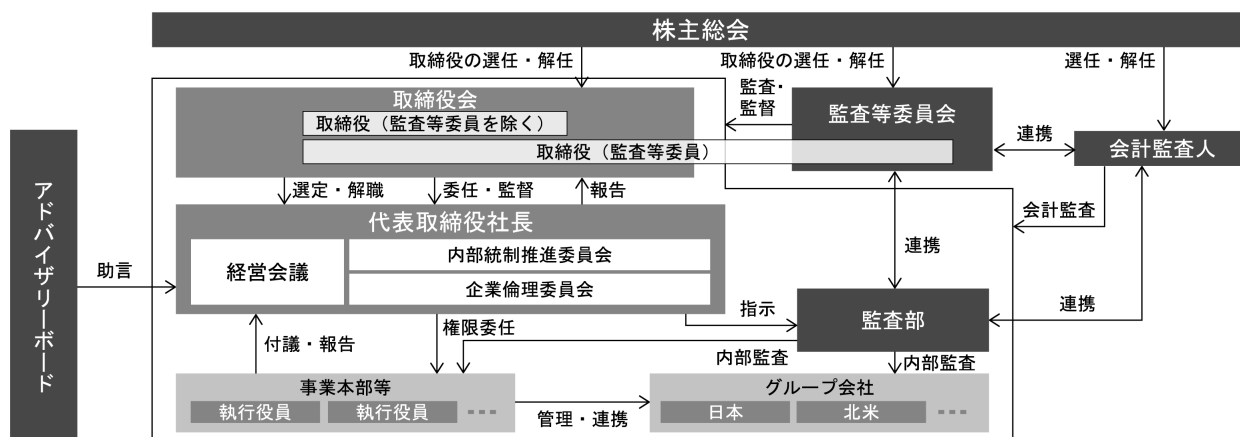 株主総会
取締役の選任・解任
取締役の選任・解任
選任・解任
取締役会
取締役（監査等委員を除く）
取締役（監査等委員）
監査・
監督
監査等委員会
連携
会計監査人
選定・解職
委任・監督
報告
会計監査
アドバイザリーボード
助言
代表取締役社長
経営会議
内部統制推進委員会
企業倫理委員会
連携
指示
監査部
連携
付議・報告
権限委任
内部監査
内部監査
事業本部等
執行役員
執行役員
管理・連携
グループ会社
日本
北米